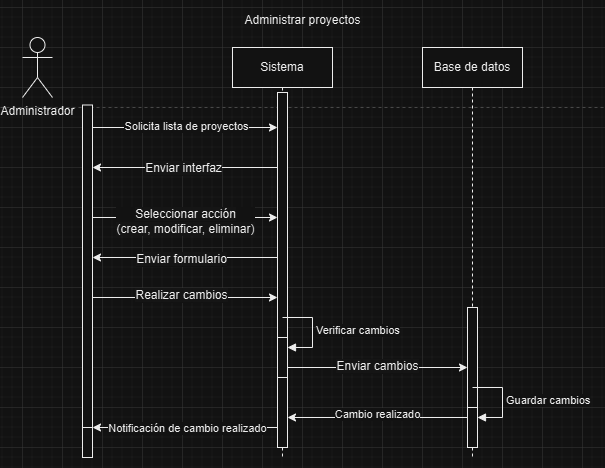 Administrar proyectos
Sistema
Base de datos
Administrador
Solicita lista de proyectos
Enviar interfaz
Seleccionar acción
(crear, modificar, eliminar)
Enviar formulario
Realizar cambios
Verificar cambios
Enviar cambios
Guardar cambios
Cambio realizado
Notificación de cambio realizado